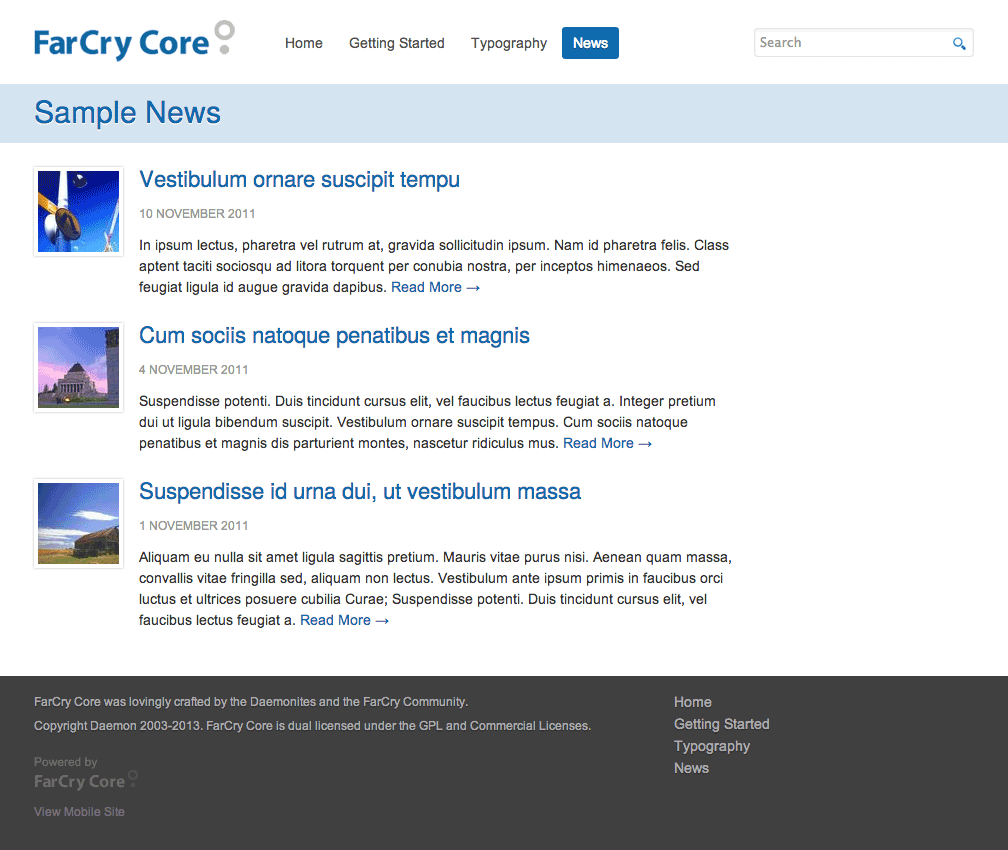 FarCry Core
Home
Getting Started
Typography
News
Search
Sample News
Vestibulum ornare suscipit tempu
10 NOVEMBER 2011
In ipsum lectus, pharetra vel rutrum at, gravida sollicitudin ipsum. Nam id pharetra felis. Class
aptent taciti sociosqu ad litora torquent per conubia nostra, per inceptos himenaeos. Sed
feugiat ligula id augue gravida dapibus. Read More →
Cum sociis natoque penatibus et magnis
4 NOVEMBER 2011
Suspendisse potenti. Duis tincidunt cursus elit, vel faucibus lectus feugiat a. Integer pretium
dui ut ligula bibendum suscipit. Vestibulum ornare suscipit tempus. Cum sociis natoque
penatibus et magnis dis parturient montes, nascetur ridiculus mus. Read More →
Suspendisse id urna dui, ut vestibulum massa
1 NOVEMBER 2011
Aliquam eu nulla sit amet ligula sagittis pretium. Mauris vitae purus nisi. Aenean quam massa,
convallis vitae fringilla sed, aliquam non lectus. Vestibulum ante ipsum primis in faucibus orci
luctus et ultrices posuere cubilia Curae; Suspendisse potenti. Duis tincidunt cursus elit, vel
faucibus lectus feugiat a. Read More →
FarCry Core was lovingly crafted by the Daemonites and the FarCry Community.
Copyright Daemon 2003-2013. FarCry Core is dual licensed under the GPL and Commercial Licenses.
Powered by
FarCry Core
View Mobile Site
Home
Getting Started
Typography
News